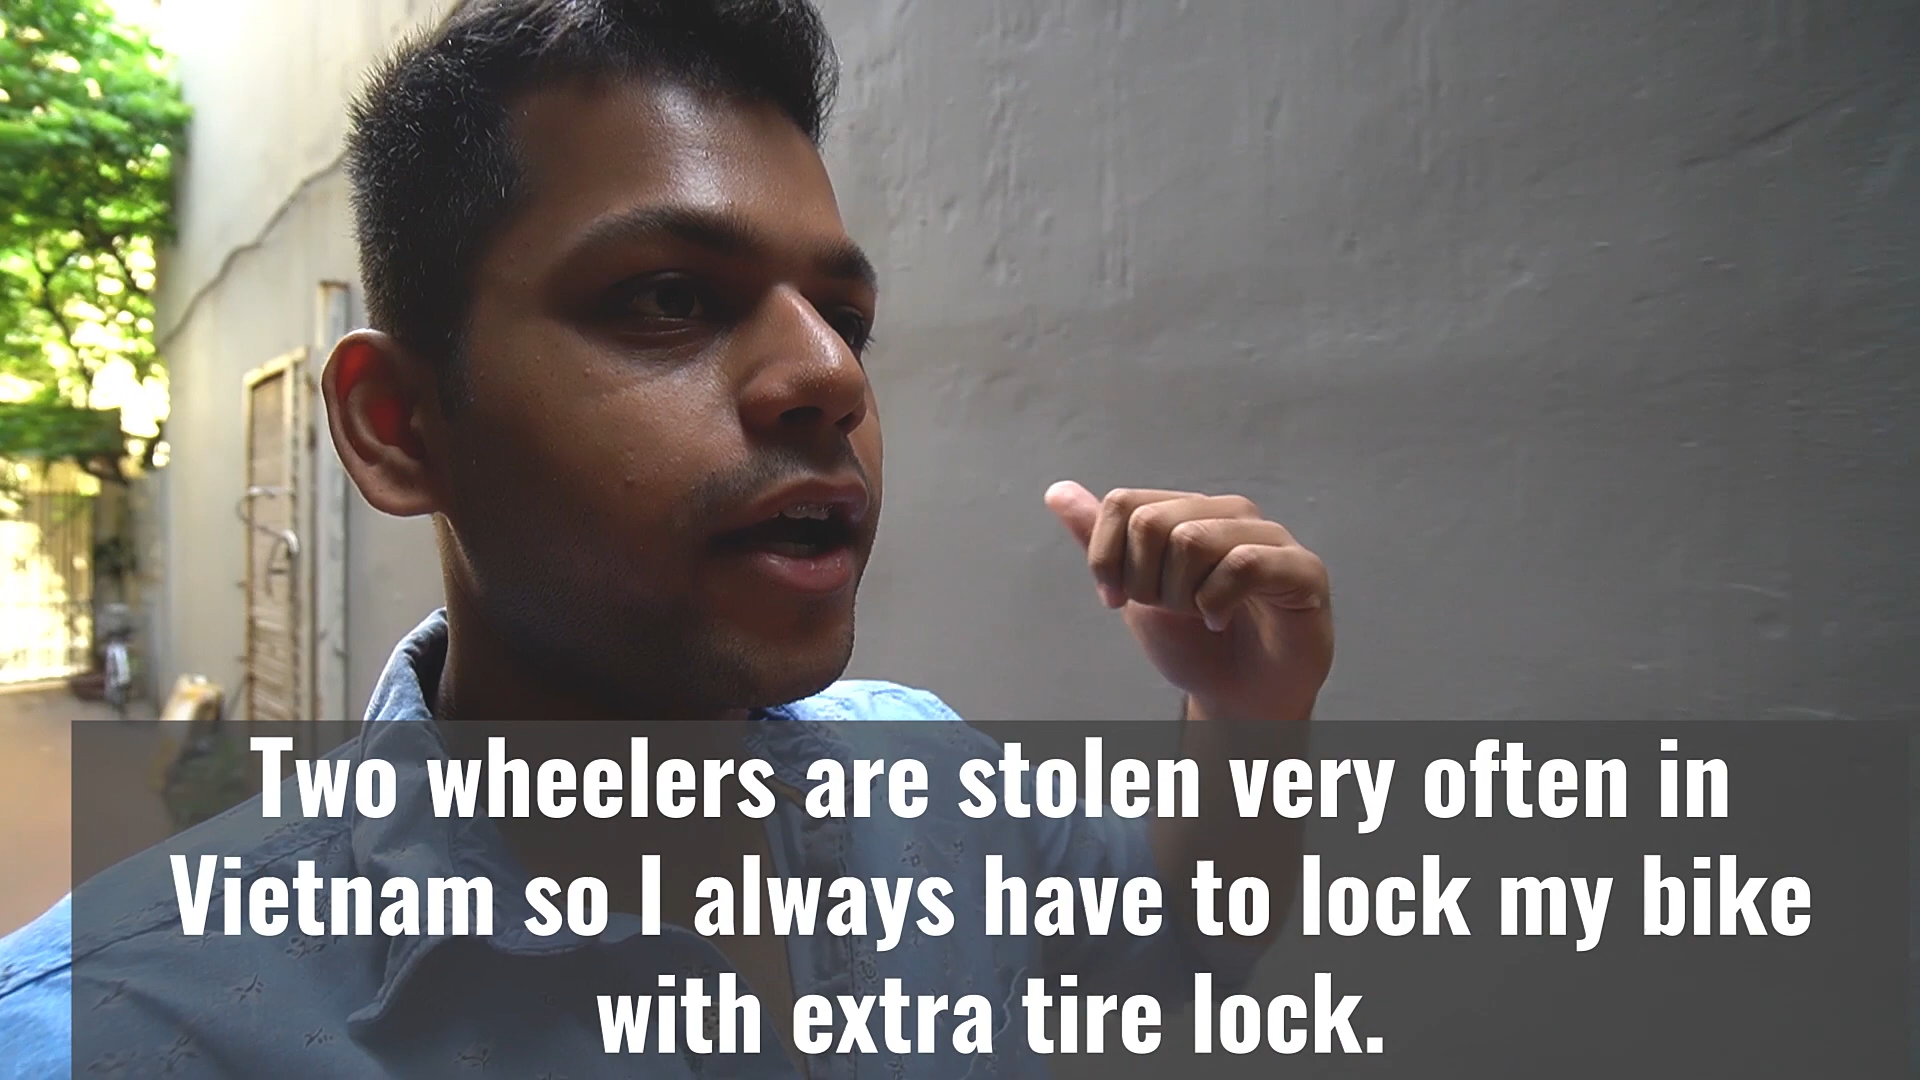 Two wheelers are stolen very often in
Vietnam so I always have to lock my bike
with extra tire lock.